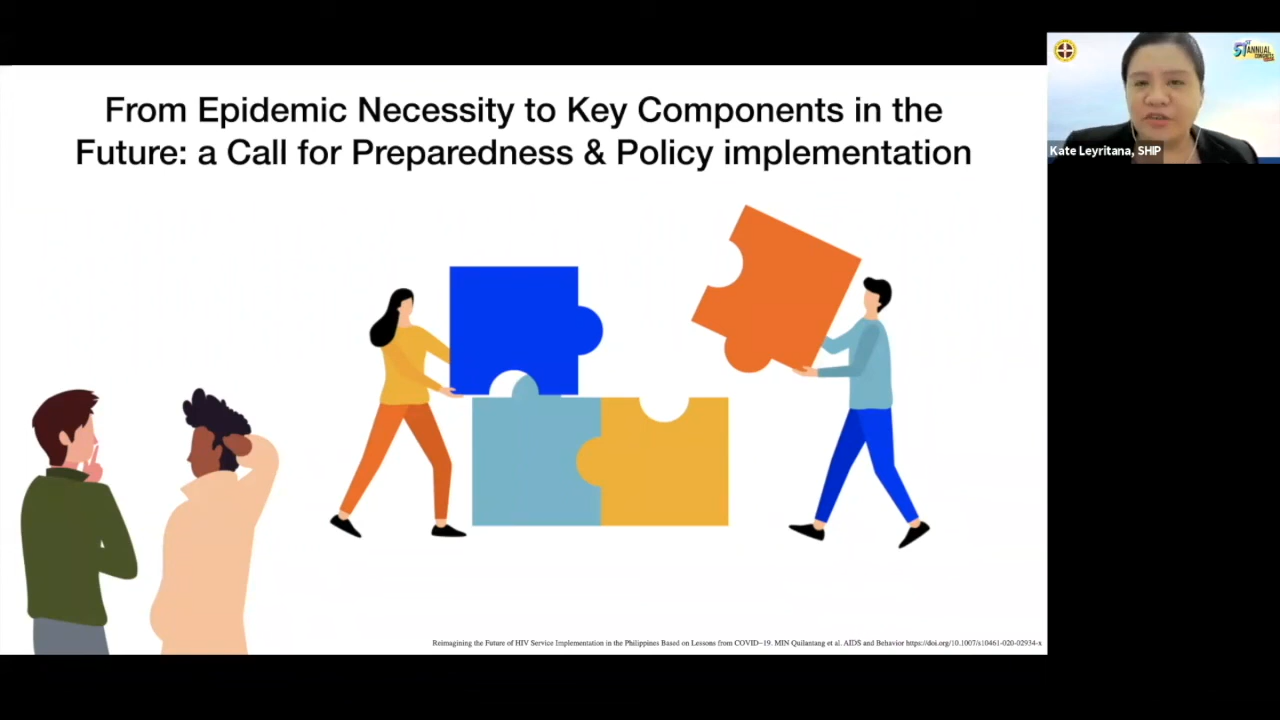 From Epidemic Necessity to Key Components in the
Future: a Call for Preparedness & Policy implementation
Kate Leyritana, SHIP
51
ANNUAL
Reimagining the Future of HIV Service Implementation in the Philippines Based on Lessons from COVID-19. MIN Quilantang et al. AIDS and Behavior https://doi.org/10.1007/s10461-020-02934-x